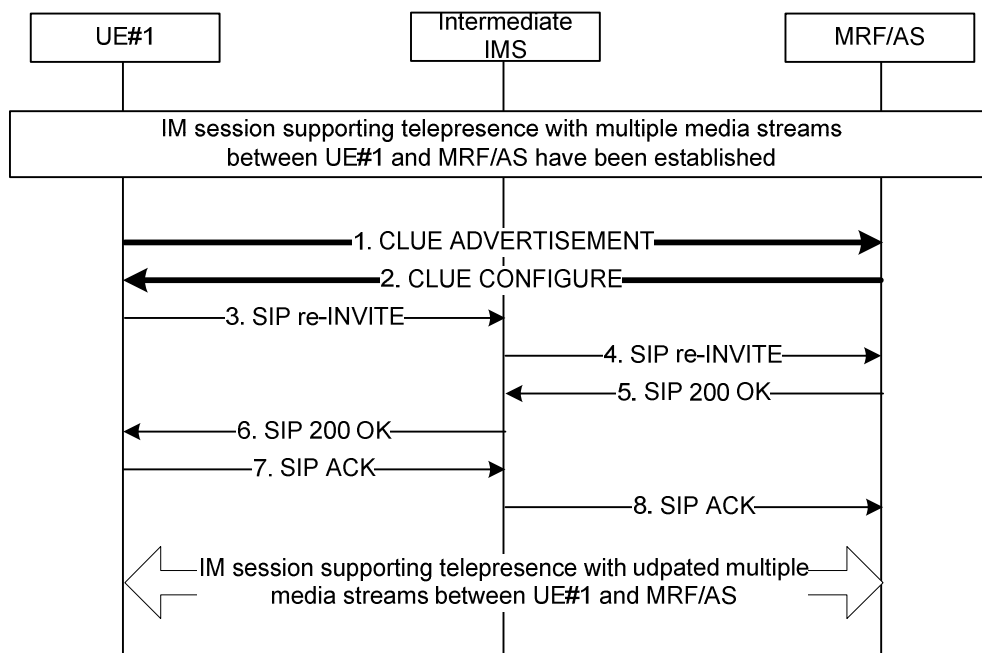 UE#1
Intermediate
IMS
MRF/AS
IM session supporting telepresence with multiple media streams
between UE#1 and MRF/AS have been established
1. CLUE ADVERTISEMENT
2. CLUE CONFIGURE
3. SIP re-INVITE
4. SIP re-INVITE
5. SIP 200 OK
6. SIP 200 OK
7. SIP ACK
8. SIP ACK
IM session supporting telepresence with udpated multiple
media streams between UE#1 and MRF/AS